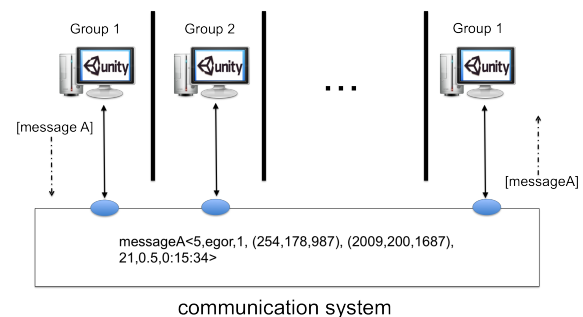 Group 1
Group 2
Group 1
unity
unity
...
unity
[message A]
[messageA]
messageA<5,egor,1, (254,178,987), (2009,200,1687),
21,0.5,0:15:34>
communication system